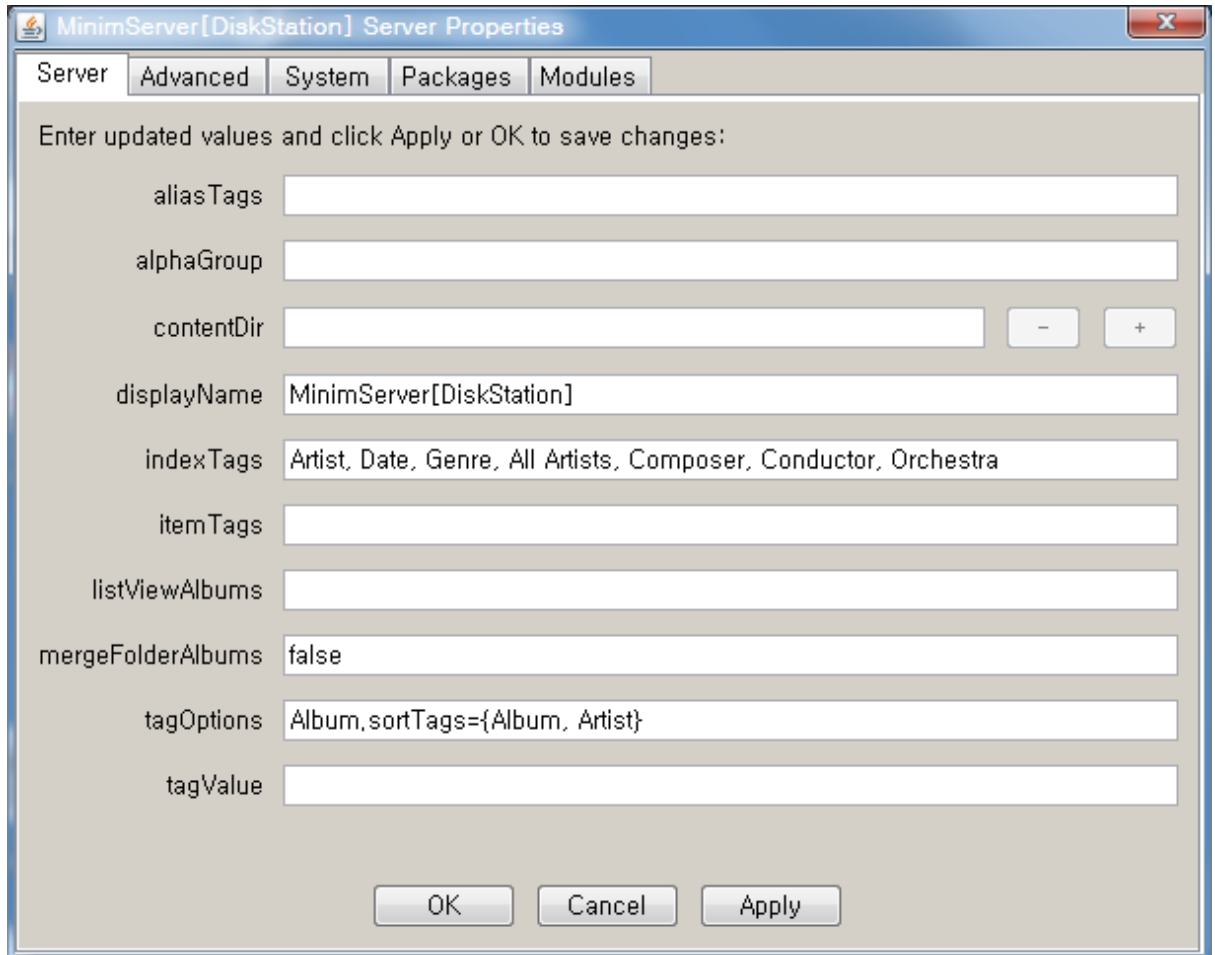 MinimServer[DiskStation] Server Properties
Server Advanced System Packages Modules
Enter updated values and click Apply or OK to save changes:
aliasTags
alphaGroup
contentDir - +
displayName MinimServer[DiskStation]
indexTags Artist, Date, Genre, All Artists, Composer, Conductor, Orchestra
itemTags
listViewAlbums
mergeFolderAlbums false
tagOptions Album.sortTags={Album, Artist}
tagValue
OK Cancel Apply